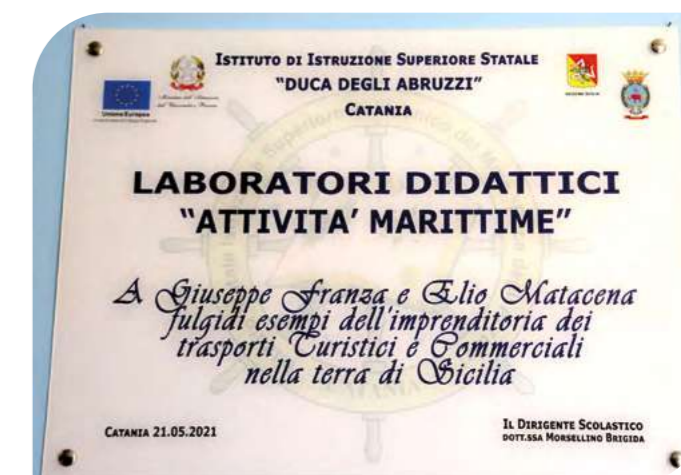 ISTITUTO DI ISTRUZIONE SUPERIORE STATALE
"DUCA DEGLI ABRUZZI"
CATANIA
Unione Europea
REGIONE SICILIA
LABORATORI DIDATTICI
"ATTIVITA' MARITTIME"
A Giuseppe Franza e Elio Matacena
fulgidi esempi dell'imprenditoria dei
trasporti Turistici e Commerciali
nella terra di Sicilia
CATANIA 21.05.2021
IL DIRIGENTE SCOLASTICO
DOTT.SSA MORSELLINO BRIGIDA